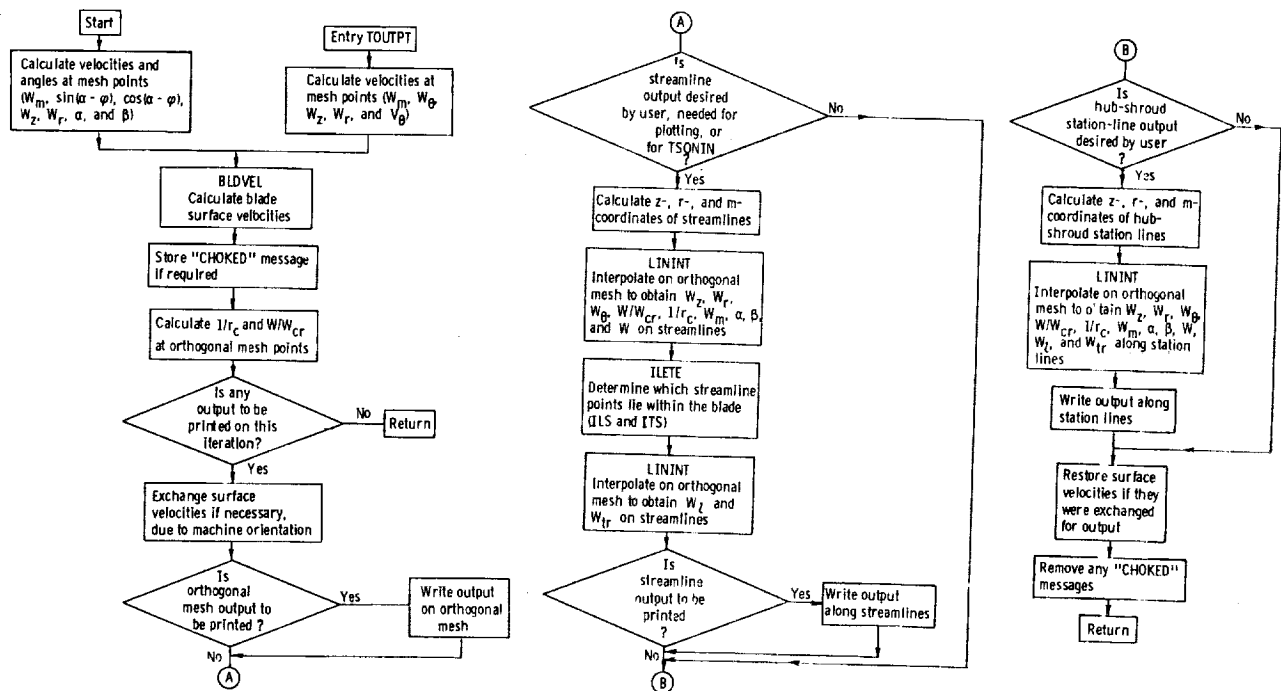 Start
Calculate velocities and
angles at mesh points
(Wm, sin(α - φ), cos(α - φ),
Wz, Wr, α, and β)
Entry TOUTPT
Calculate velocities at
mesh points (Wm, Wθ,
Wz, Wr, and Vθ)
BLDVEL
Calculate blade
surface velocities
Store "CHOKED" message
if required
Calculate 1/rc and W/Wcr
at orthogonal mesh points
Is any
output to be
printed on this
iteration?
No
Return
Yes
Exchange surface
velocities if necessary,
due to machine orientation
Is
orthogonal
mesh output to
be printed ?
Yes
Write output
on orthogonal
mesh
No
A
A
Is
streamline
output desired
by user, needed for
plotting, or
for TSONIN
?
No
Yes
Calculate z-, r-, and m-
coordinates of streamlines
LININT
Interpolate on orthogonal
mesh to obtain Wz, Wr,
Wθ, W/Wcr, 1/rc, Wm, α, β,
and W on streamlines
ILETE
Determine which streamline
points lie within the blade
(ILS and ITS)
LININT
Interpolate on orthogonal
mesh to obtain Wl and
Wtr on streamlines
Is
streamline
output to be
printed
?
Yes
Write output
along streamlines
No
B
B
Is
hub-shroud
station-line output
desired by user
?
No
Yes
Calculate z-, r-, and m-
coordinates of hub-
shroud station lines
LININT
Interpolate on orthogonal
mesh to obtain Wz, Wr, Wθ,
W/Wcr, 1/rc, Wm, α, β, W,
Wl, and Wtr along station
lines
Write output along
station lines
Restore surface
velocities if they
were exchanged
for output
Remove any "CHOKED"
messages
Return